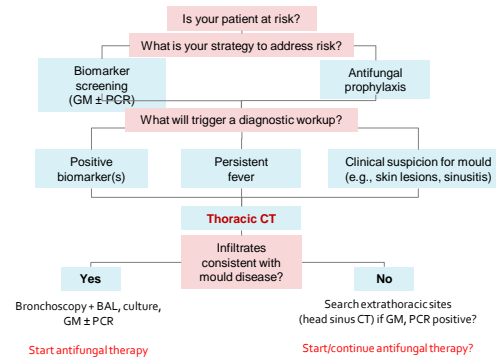 Is your patient at risk?
What is your strategy to address risk?
Biomarker
screening
(GM ± PCR)
Antifungal
prophylaxis
What will trigger a diagnostic workup?
Positive
biomarker(s)
Persistent
fever
Clinical suspicion for mould
(e.g., skin lesions, sinusitis)
Thoracic CT
Infiltrates
consistent with
mould disease?
Yes
No
Bronchoscopy + BAL, culture,
GM ± PCR
Search extrathoracic sites
(head sinus CT) if GM, PCR positive?
Start antifungal therapy
Start/continue antifungal therapy?